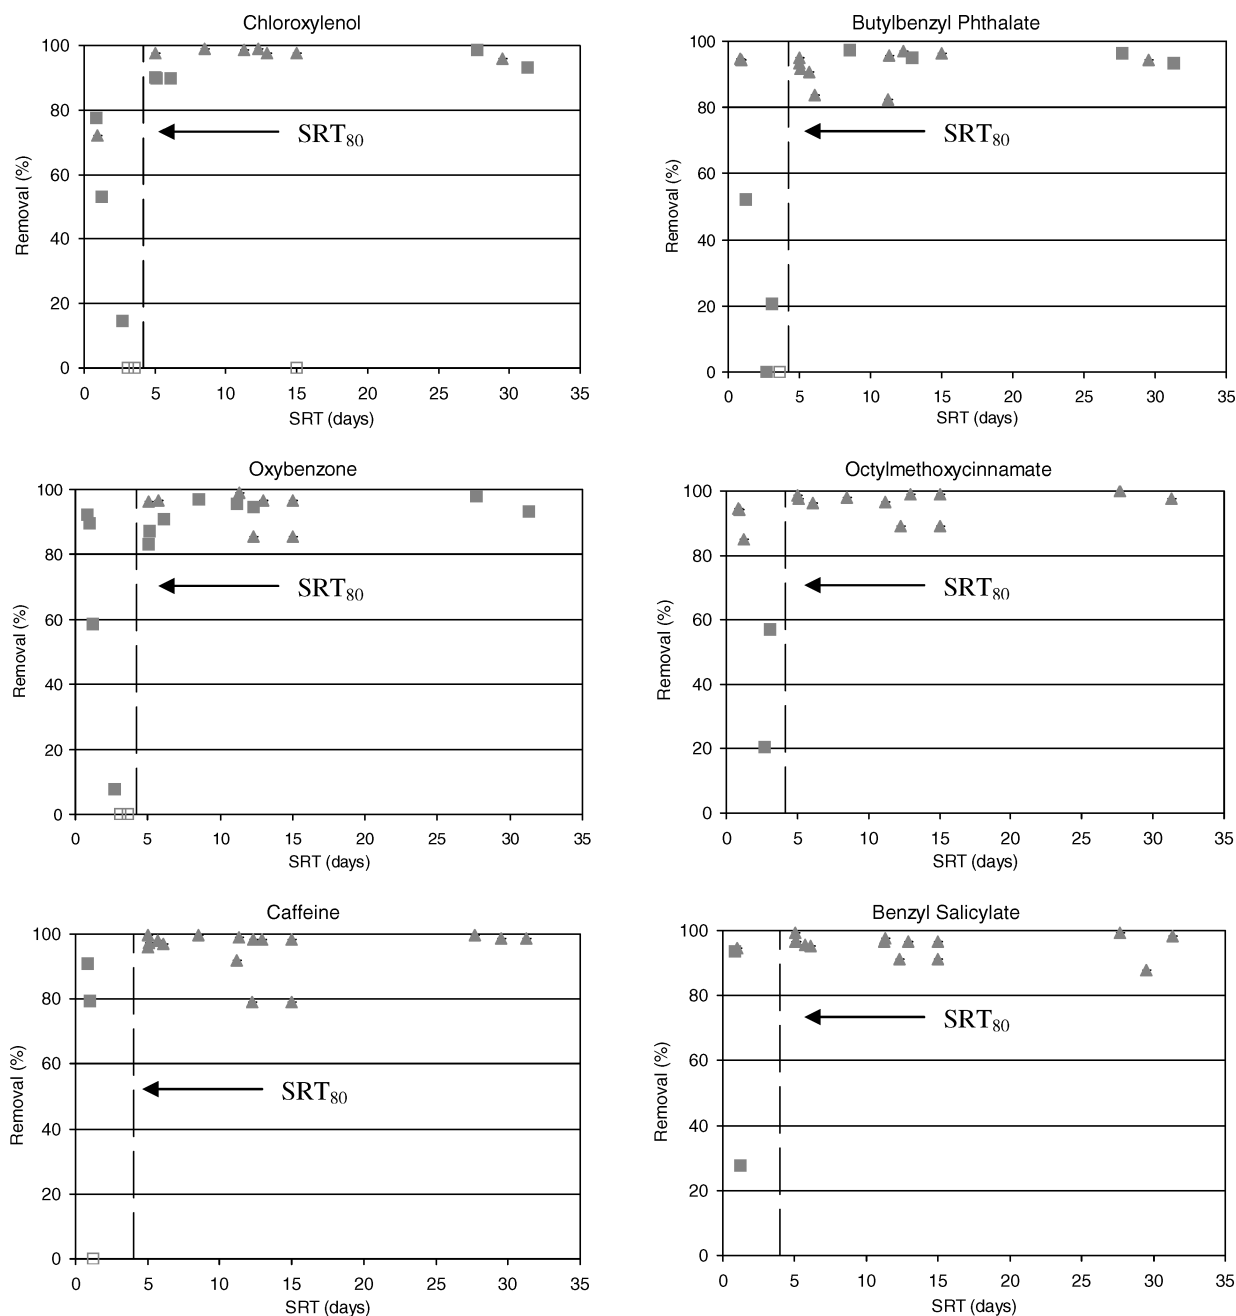 Chloroxylenol
100
80
60
40
20
0
Removal (%)
SRT80
0 5 10 15 20 25 30 35
SRT (days)
Butylbenzyl Phthalate
100
80
60
40
20
0
Removal (%)
SRT80
0 5 10 15 20 25 30 35
SRT (days)
Oxybenzone
100
80
60
40
20
0
Removal (%)
SRT80
0 5 10 15 20 25 30 35
SRT (days)
Octylmethoxycinnamate
100
80
60
40
20
0
Removal (%)
SRT80
0 5 10 15 20 25 30 35
SRT (days)
Caffeine
100
80
60
40
20
0
Removal (%)
SRT80
0 5 10 15 20 25 30 35
SRT (days)
Benzyl Salicylate
100
80
60
40
20
0
Removal (%)
SRT80
0 5 10 15 20 25 30 35
SRT (days)